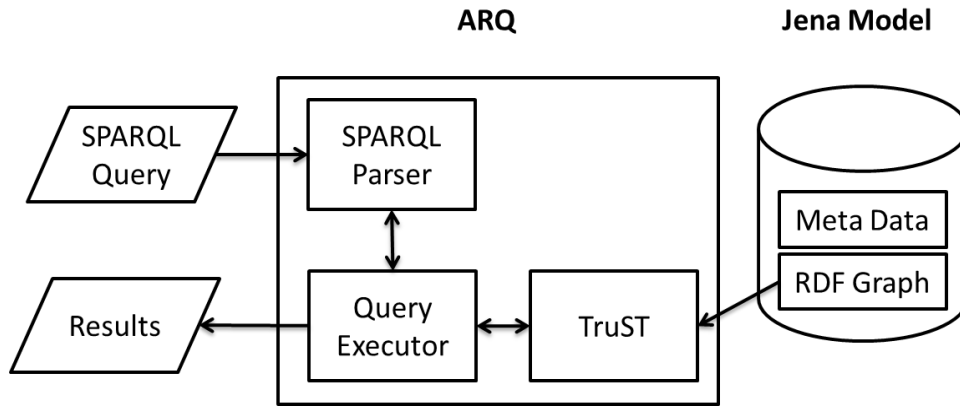 ARQ
Jena Model
SPARQL
Query
SPARQL
Parser
Meta Data
RDF Graph
Results
Query
Executor
TruST